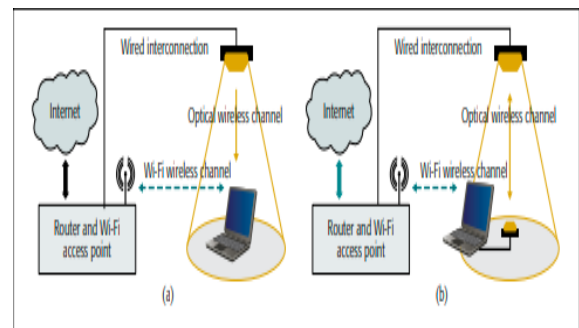 Wired interconnection
Internet
Optical wireless channel
Wi-Fi wireless channel
Router and Wi-Fi
access point
(a)
Wired interconnection
Internet
Optical wireless channel
Wi-Fi wireless channel
Router and Wi-Fi
access point
(b)